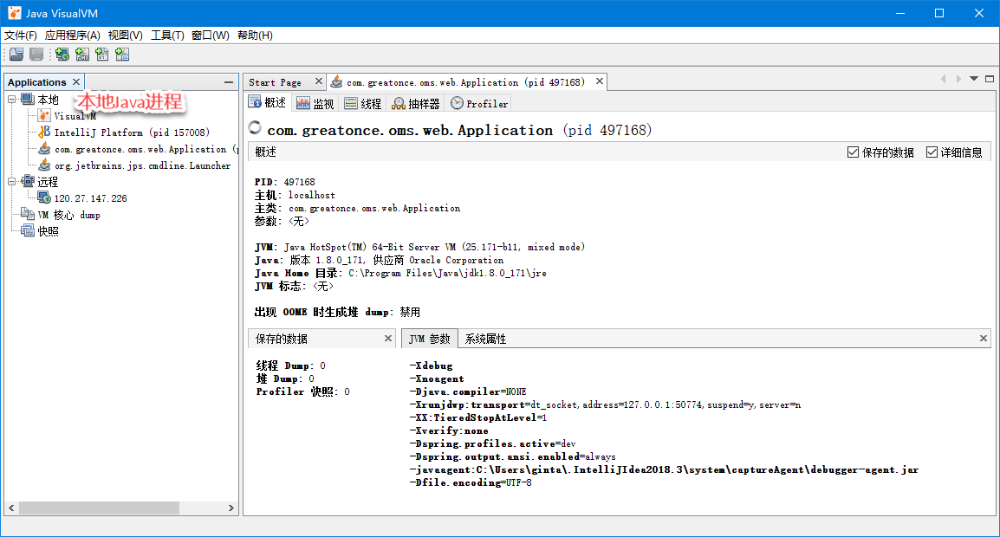 Java VisualVM
文件(F) 应用程序(A) 视图(V) 工具(T) 窗口(W) 帮助(H)
Applications
本地
本地Java进程
VisualVM
IntelliJ Platform (pid 157008)
com.greatonce.oms.web.Application (p
org.jetbrains.jps.cmdline.Launcher
远程
120.27.147.226
VM 核心 dump
快照
Start Page com.greatonce.oms.web.Application (pid 497168)
概述 监视 线程 抽样器 Profiler
com.greatonce.oms.web.Application (pid 497168)
概述 保存的数据 详细信息
PID: 497168
主机: localhost
主类: com.greatonce.oms.web.Application
参数: <无>
JVM: Java HotSpot(TM) 64-Bit Server VM (25.171-b11, mixed mode)
Java: 版本 1.8.0_171, 供应商 Oracle Corporation
Java Home 目录: C:\Program Files\Java\jdk1.8.0_171\jre
JVM 标志: <无>
出现 OOME 时生成堆 dump: 禁用
保存的数据
线程 Dump: 0
堆 Dump: 0
Profiler 快照: 0
JVM 参数 系统属性
-Xdebug
-Xnoagent
-Djava.compiler=NONE
-Xrunjdwp:transport=dt_socket,address=127.0.0.1:50774,suspend=y,server=n
-XX:TieredStopAtLevel=1
-Xverify:none
-Dspring.profiles.active=dev
-Dspring.output.ansi.enabled=always
-javaagent:C:\Users\ginta\.IntelliJIdea2018.3\system\captureAgent\debugger-agent.jar
-Dfile.encoding=UTF-8